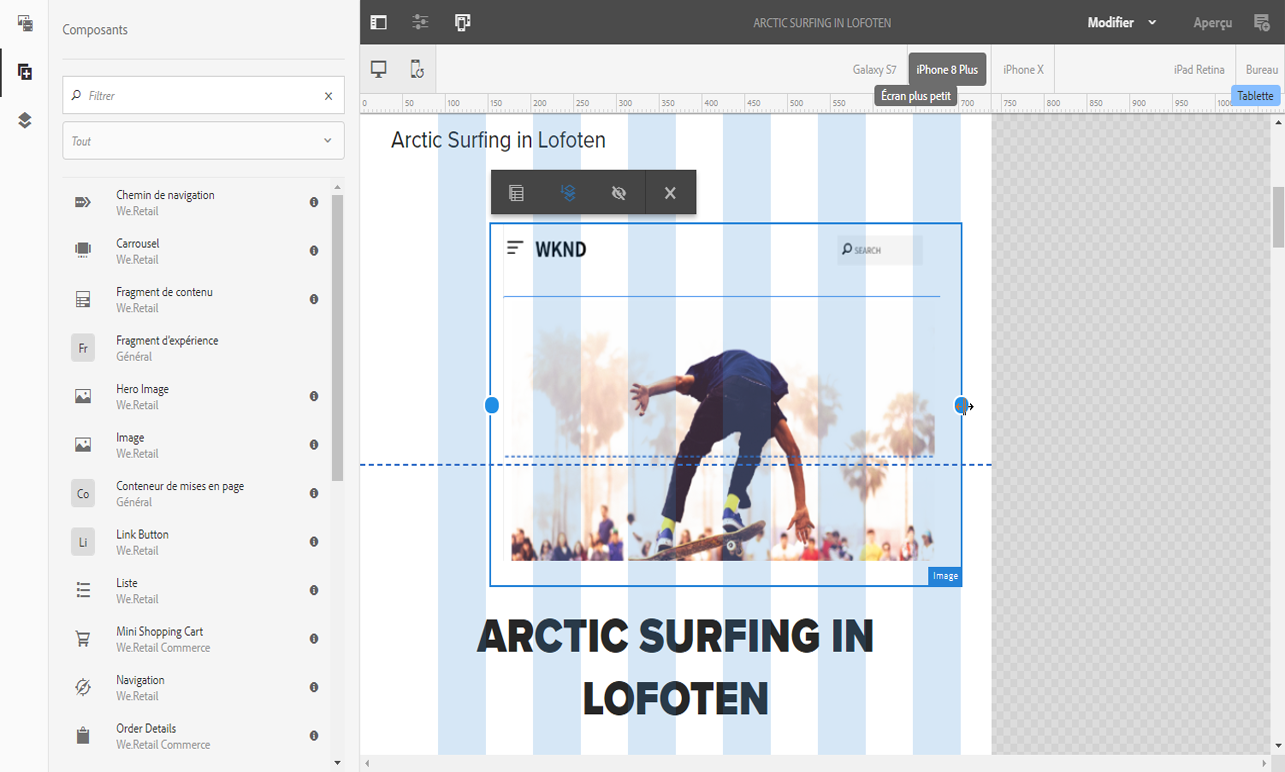 Composants
Filtrer
Tout
Chemin de navigation
We.Retail
Carrousel
We.Retail
Fragment de contenu
We.Retail
Fr
Fragment d'expérience
Général
Hero Image
We.Retail
Image
We.Retail
Co
Conteneur de mises en page
Général
Li
Link Button
We.Retail
Liste
We.Retail
Mini Shopping Cart
We.Retail Commerce
Navigation
We.Retail
Order Details
We.Retail Commerce
ARCTIC SURFING IN LOFOTEN
Modifier
Aperçu
Galaxy S7
iPhone 8 Plus
iPhone X
iPad Retina
Bureau
Écran plus petit
Tablette
0 50 100 150 200 250 300 350 400 450 500 550 700 750 800 850 900 950 1000
Arctic Surfing in Lofoten
WKND
SEARCH
Image
ARCTIC SURFING IN
LOFOTEN